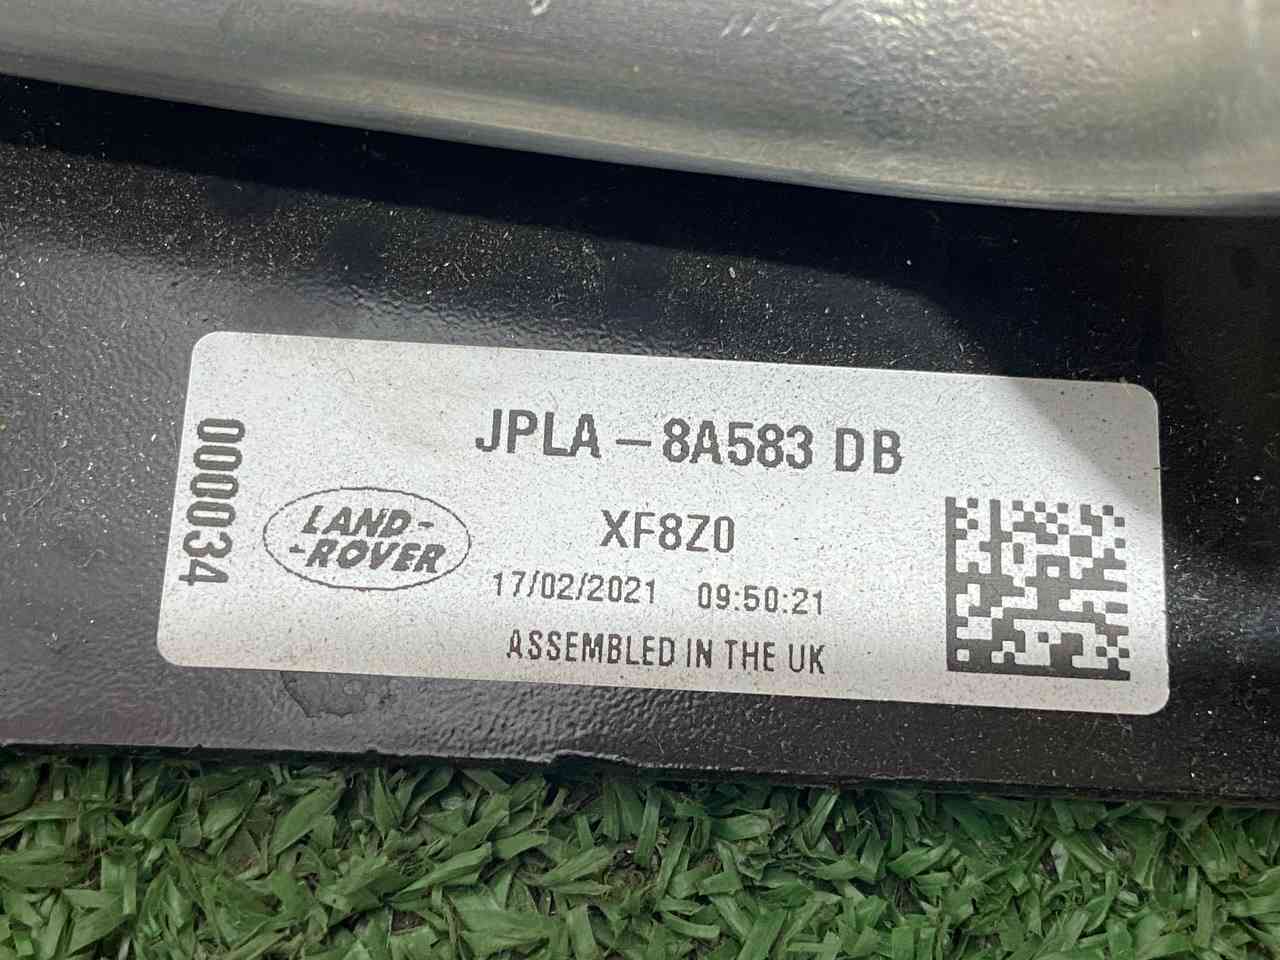 JPLA-8A583 DB
000034
LAND-
-ROVER
XF8Z0
17/02/2021 09:50:21
ASSEMBLED IN THE UK